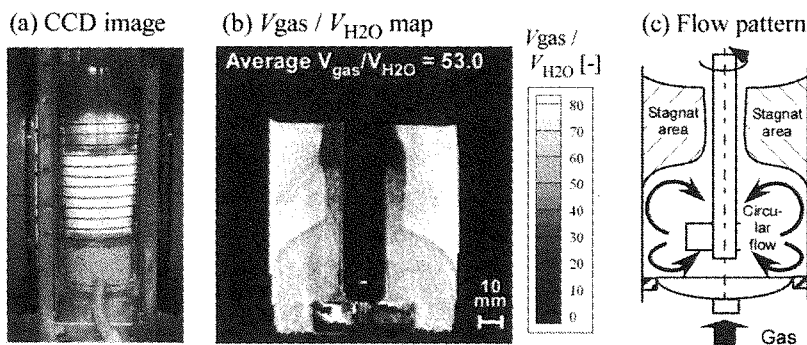 (a) CCD image
(b) Vgas / VH2O map
Average Vgas/VH2O = 53.0
10
mm
Vgas /
VH2O [-]
80
70
60
50
40
30
20
10
0
(c) Flow pattern
Stagnat
area
Stagnat
area
Circu-
lar
flow
Gas